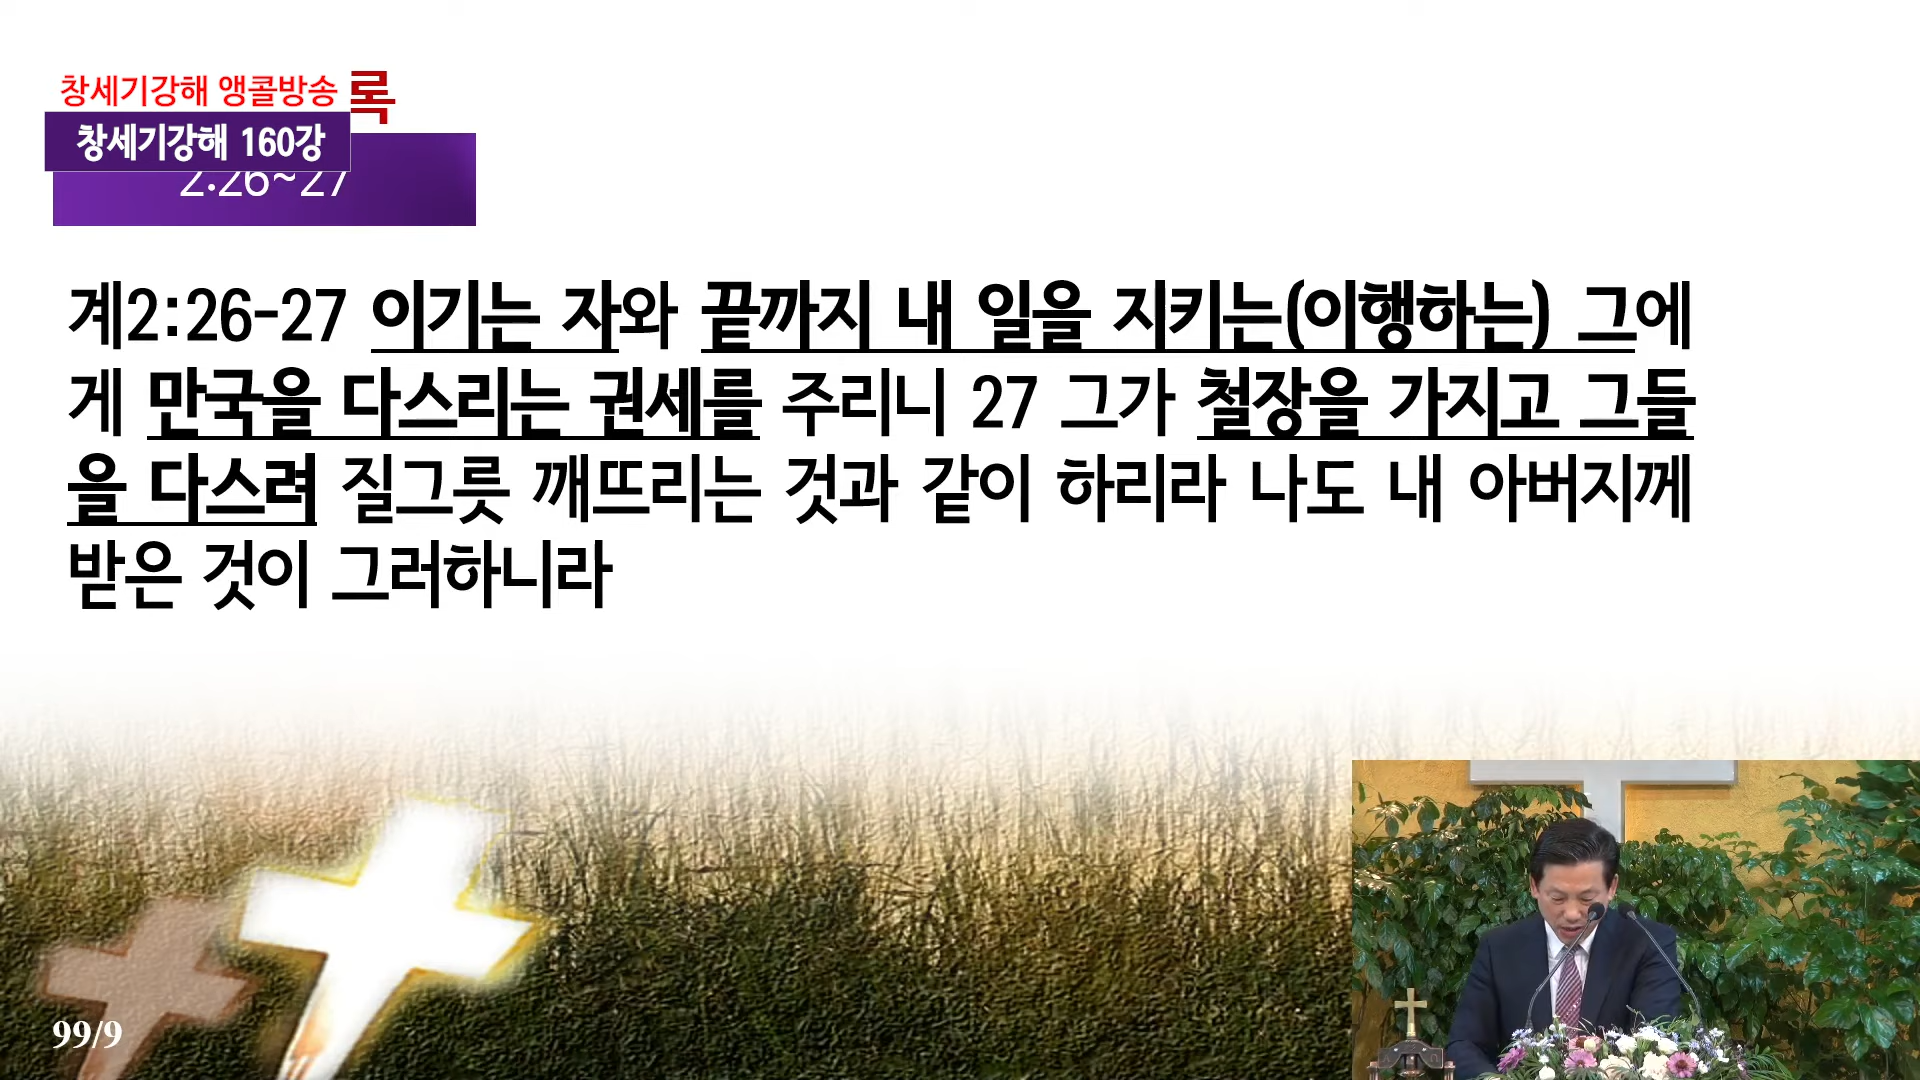 창세기강해 앵콜방송 록
창세기강해 160강
2:26~27
계2:26-27 이기는 자와 끝까지 내 일을 지키는(이행하는) 그에
게 만국을 다스리는 권세를 주리니 27 그가 철장을 가지고 그들
을 다스려 질그릇 깨뜨리는 것과 같이 하리라 나도 내 아버지께
받은 것이 그러하니라
99/9